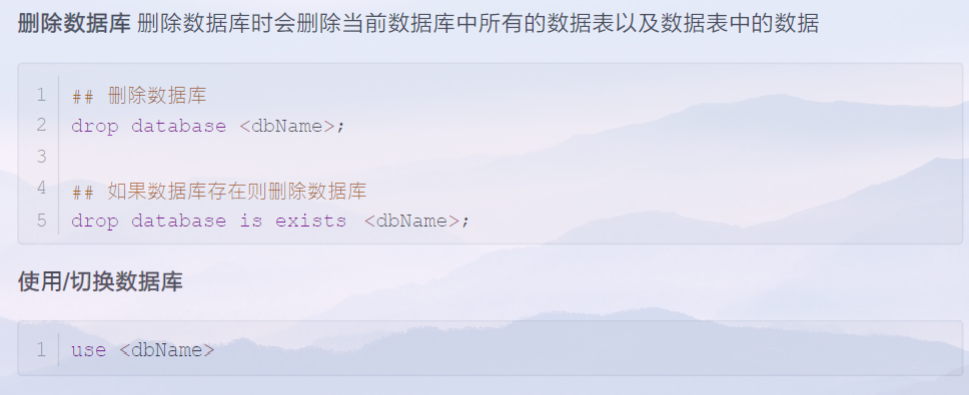 删除数据库 删除数据库时会删除当前数据库中所有的数据表以及数据表中的数据
1 ## 删除数据库
2 drop database <dbName>;
3
4 ## 如果数据库存在则删除数据库
5 drop database is exists <dbName>;
使用/切换数据库
1 use <dbName>